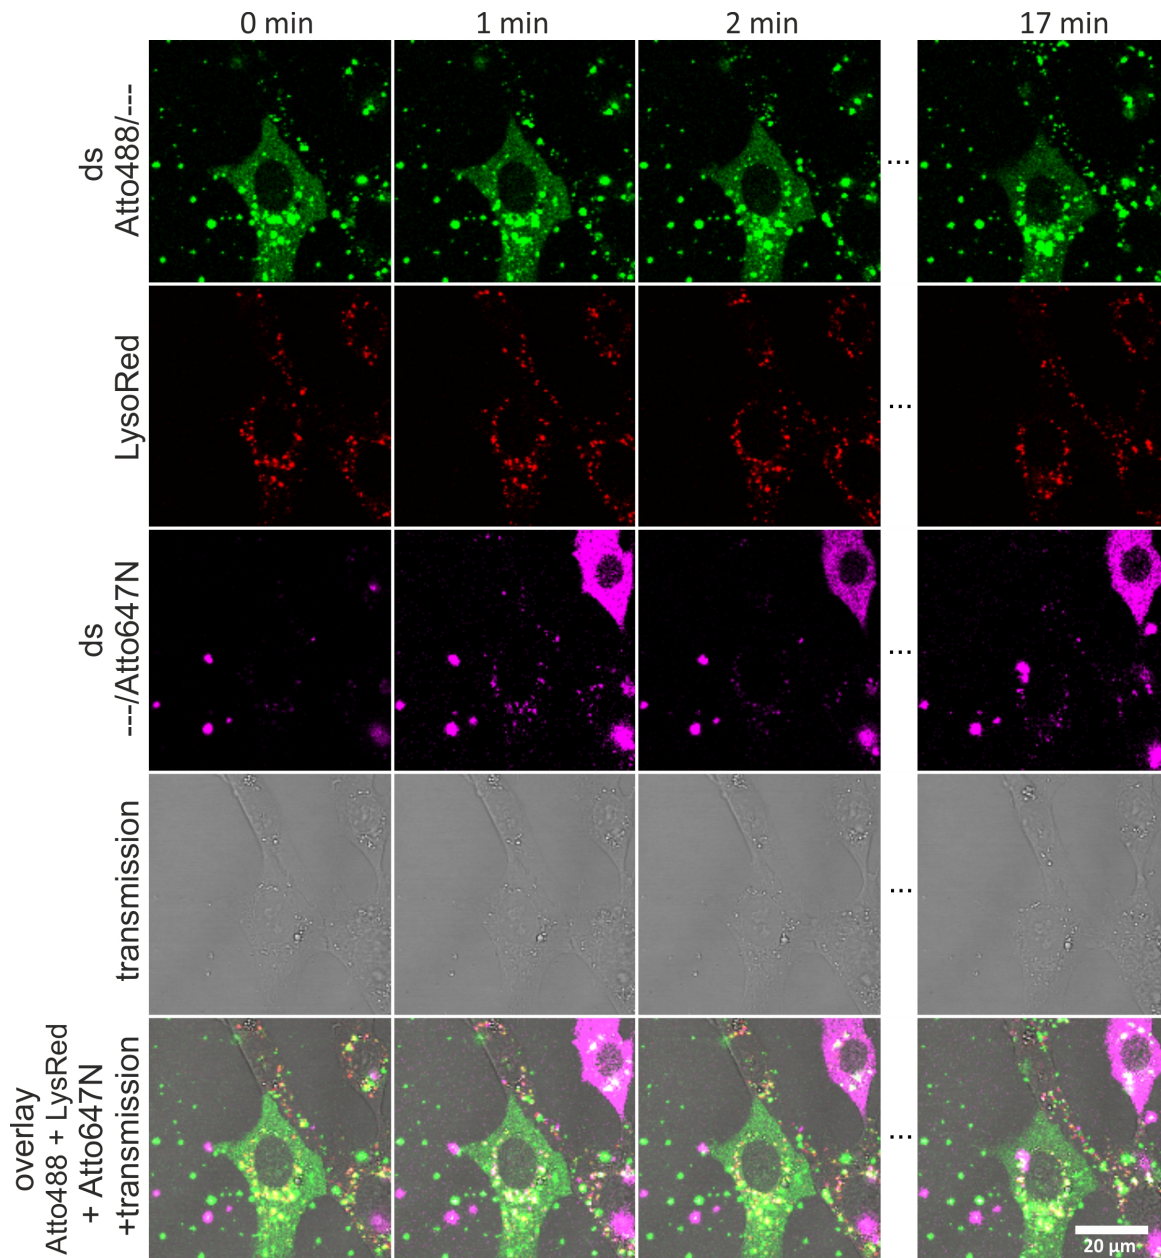 0 min 1 min 2 min 17 min
ds
Atto488/---
...
LysoRed
...
ds
---/Atto647N
...
transmission
...
overlay
Atto488 + LysRed
+ Atto647N
+transmission
...
20 µm